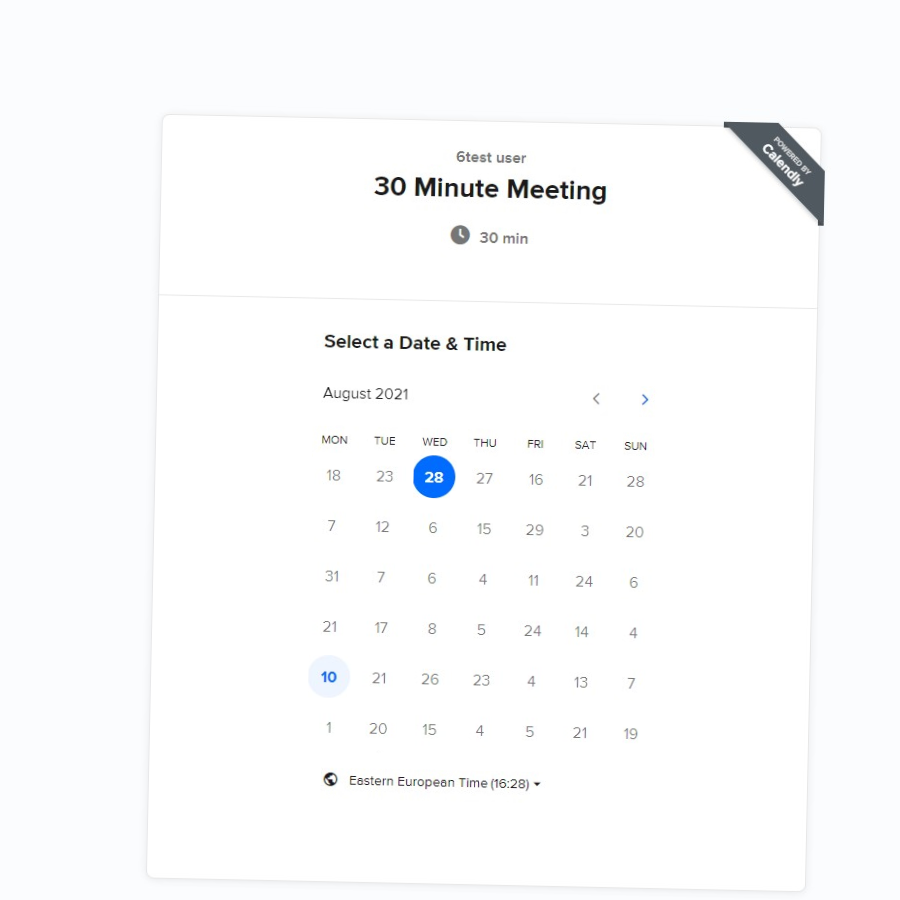 POWERED BY
Calendly
6test user
30 Minute Meeting
30 min
Select a Date & Time
August 2021
MON TUE WED THU FRI SAT SUN
18 23 28 27 16 21 28
7 12 6 15 29 3 20
31 7 6 4 11 24 6
21 17 8 5 24 14 4
10 21 26 23 4 13 7
1 20 15 4 5 21 19
Eastern European Time (16:28)